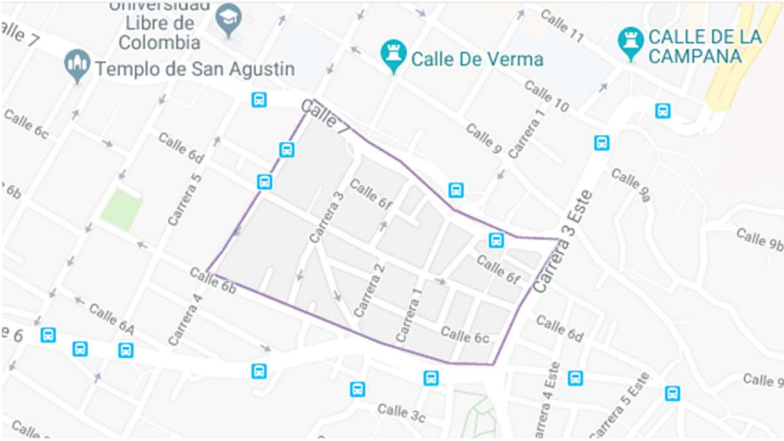 Universidad
Libre de
Colombia
Calle 11
CALLE DE LA
CAMPANA
Calle 7
Calle De Verma
Templo de San Agustin
Calle 10
Calle 7
Calle 6c
Calle 6d
Calle 9
Carrera 1
Calle 9a
6b
Carrera 5
Calle 6f
Carrera 3
Carrera 3 Este
Calle 9b
Calle 6b
Carrera 2
Calle 6f
Carrera 4
Carrera 1
Calle 6A
e 6
Calle 6c
Calle 6d
Calle 9
arrera 4 Este
arrera 5 Este
Calle 3c
Calle